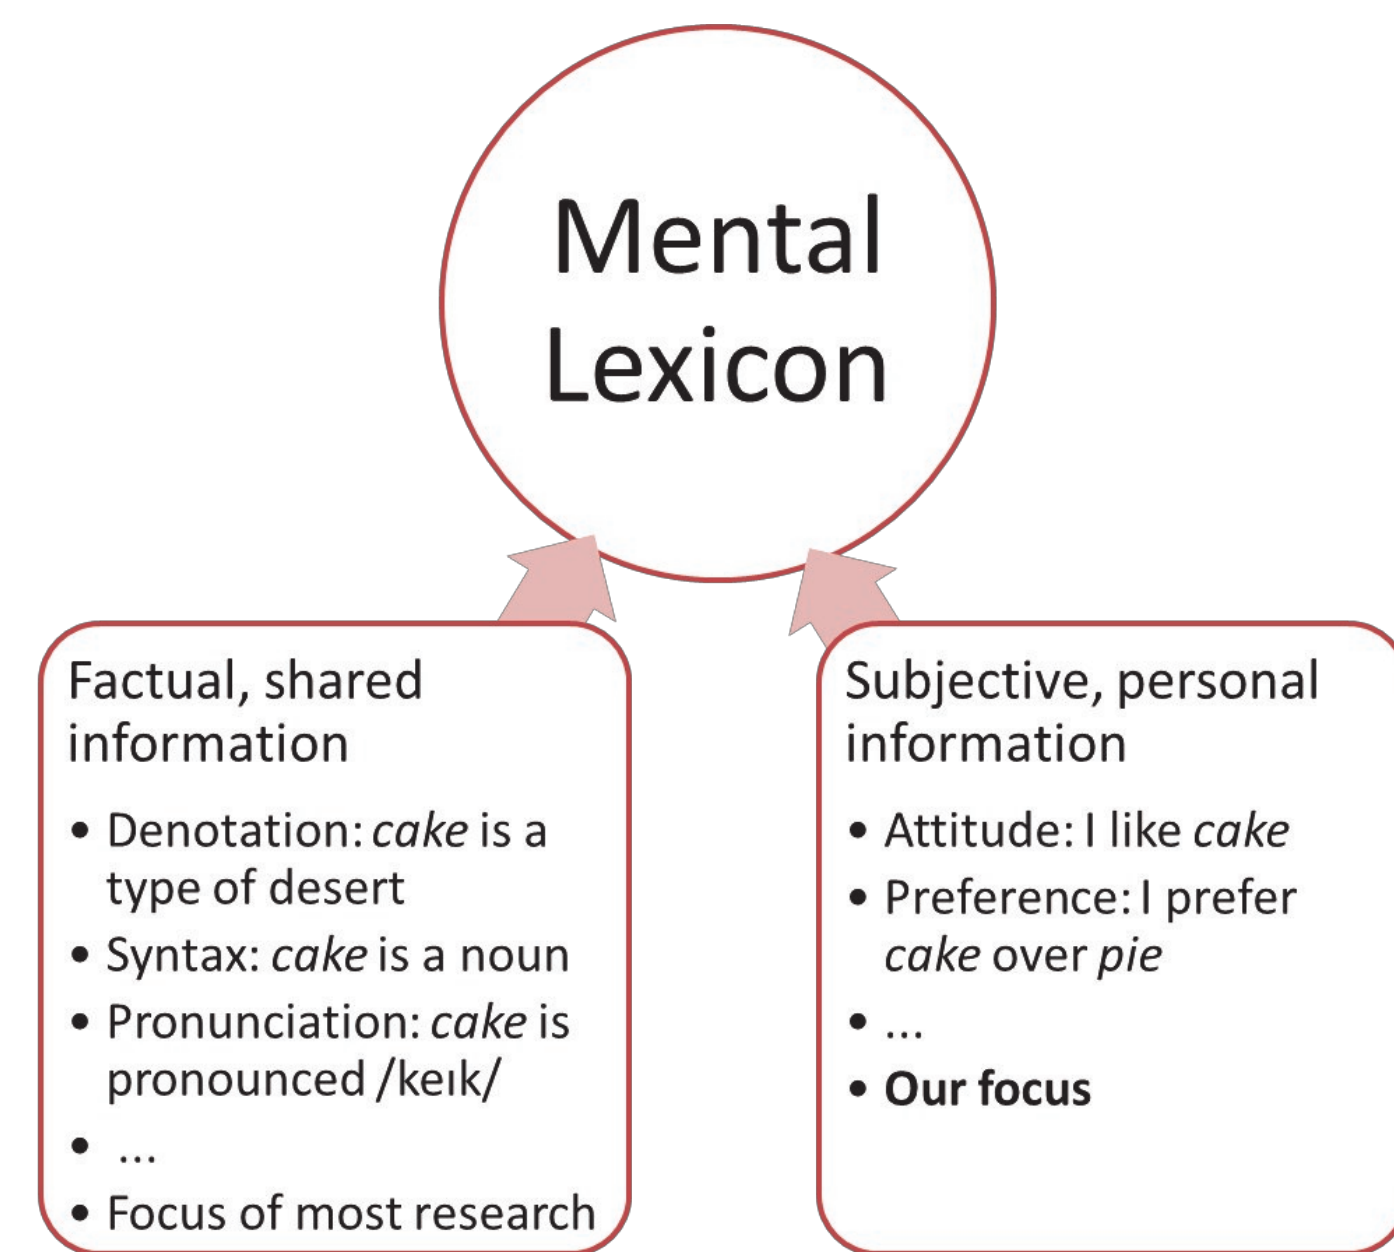 Mental
Lexicon
Factual, shared
information
• Denotation: cake is a
type of desert
• Syntax: cake is a noun
• Pronunciation: cake is
pronounced /keɪk/
• ...
• Focus of most research
Subjective, personal
information
• Attitude: I like cake
• Preference: I prefer
cake over pie
• ...
• Our focus